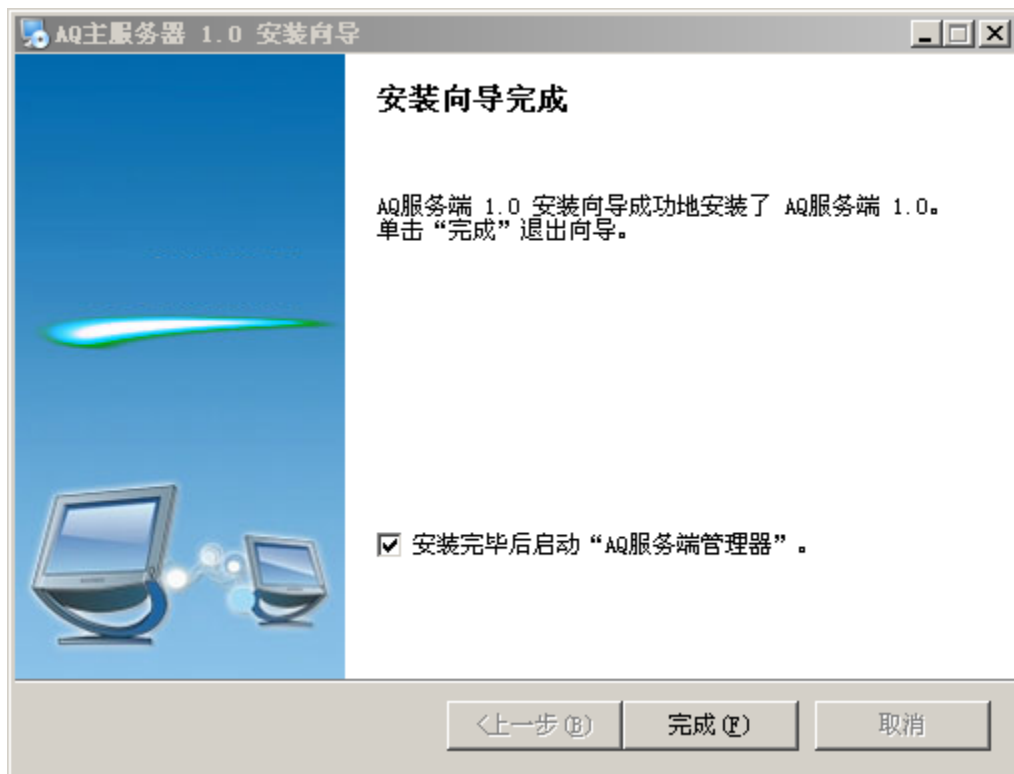 AQ主服务器 1.0 安装向导
安装向导完成
AQ服务端 1.0 安装向导成功地安装了 AQ服务端 1.0。
单击“完成”退出向导。
安装完毕后启动“AQ服务端管理器”。
<上一步(B)
完成(F)
取消